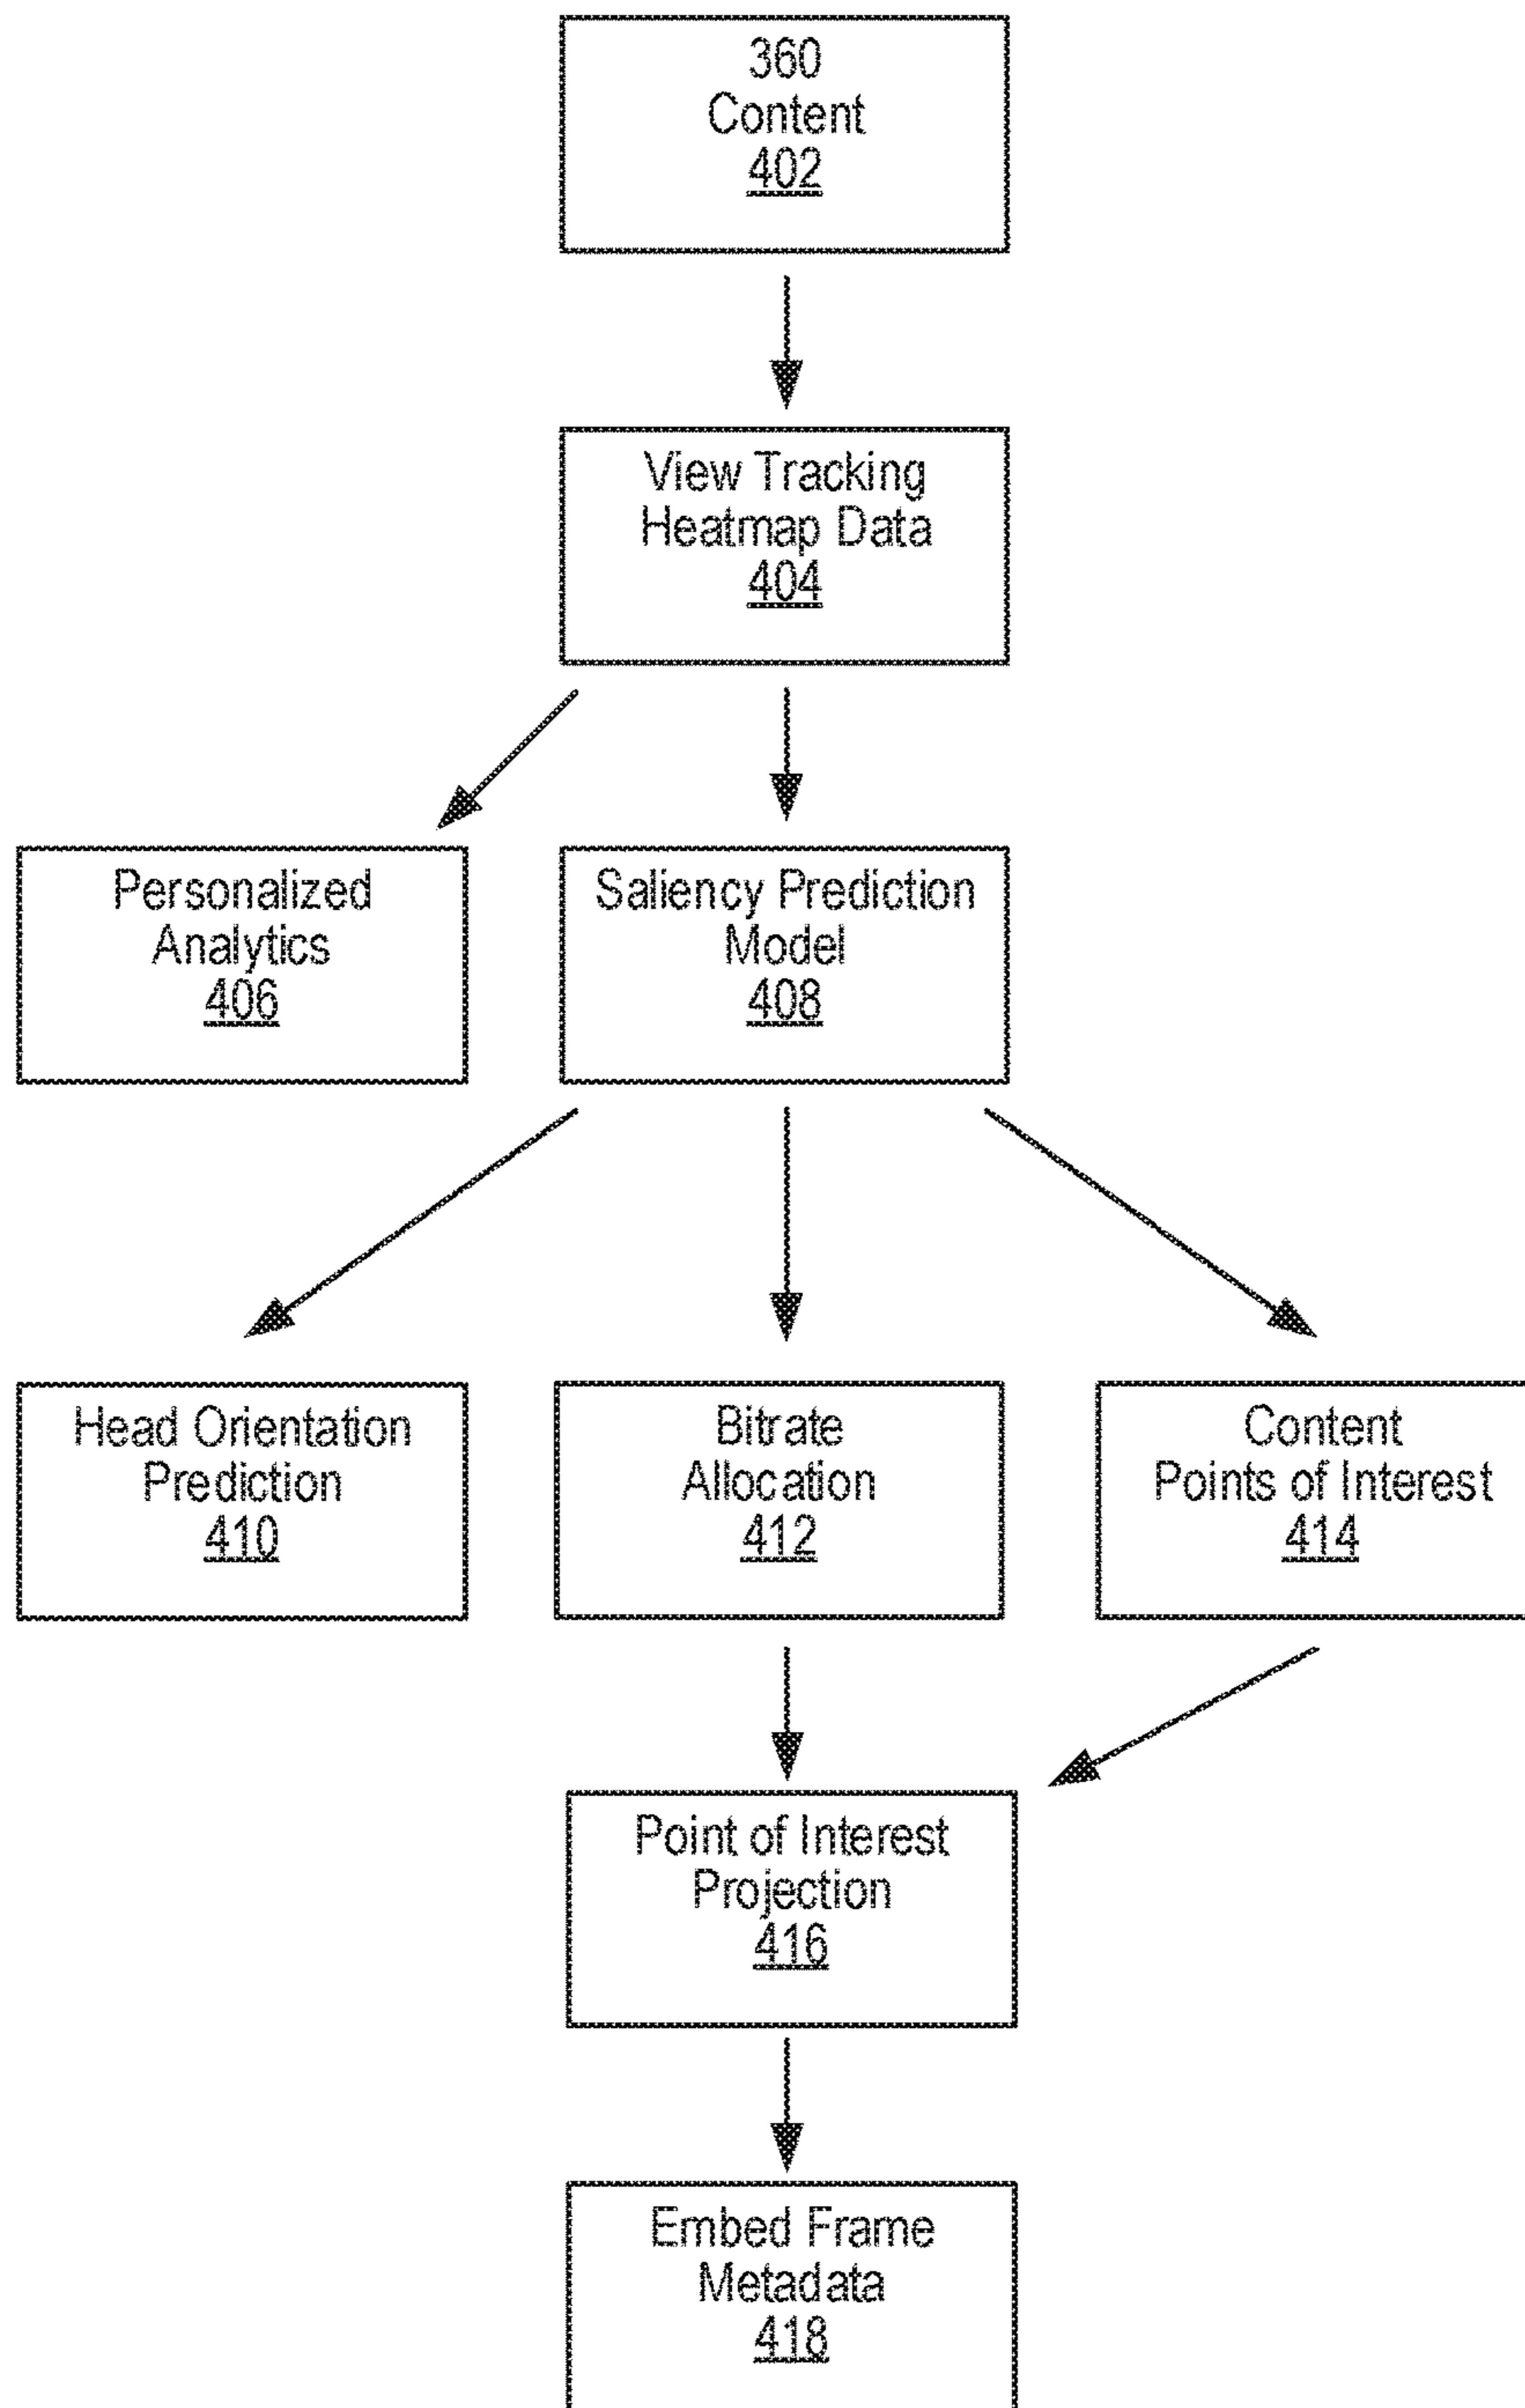 360
Content
402
View Tracking
Heatmap Data
404
Personalized
Analytics
406
Saliency Prediction
Model
408
Head Orientation
Prediction
410
Bitrate
Allocation
412
Content
Points of Interest
414
Point of Interest
Projection
416
Embed Frame
Metadata
418